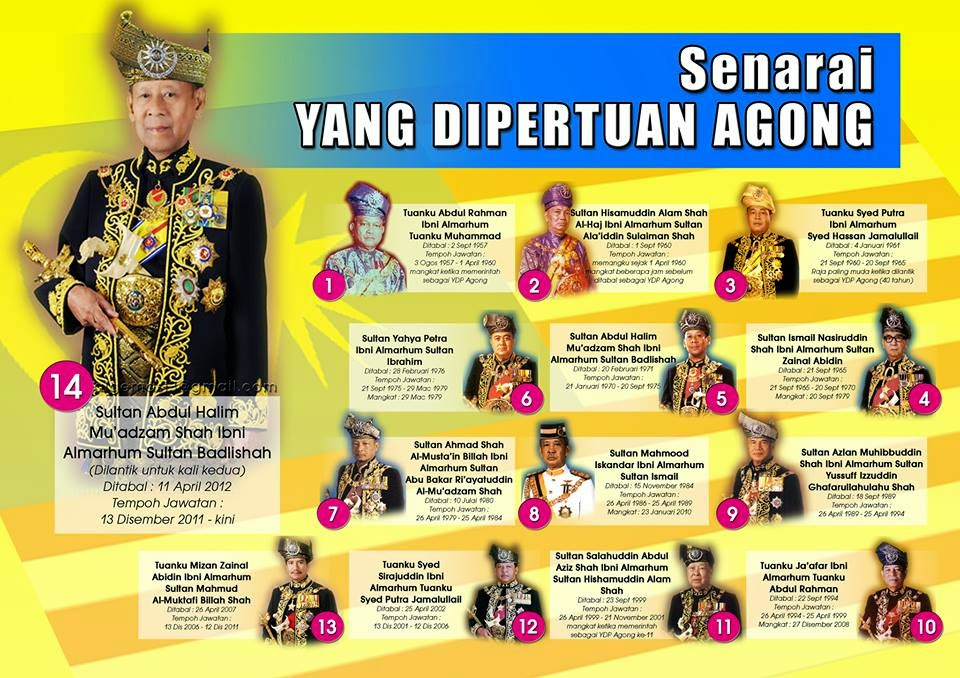 Senarai
YANG DIPERTUAN AGONG
1
Tuanku Abdul Rahman
Ibni Almarhum
Tuanku Muhammad
Ditabal : 2 Sept 1957
Tempoh Jawatan :
3 Ogos 1957 - 1 April 1960
mangkat ketika memerintah
sebagai YDP Agong
2
Sultan Hisamuddin Alam Shah
Al-Haj Ibni Almarhum Sultan
Ala'iddin Sulaiman Shah
Ditabal : 1 Sept 1960
Tempoh Jawatan :
memangku sejak 1 April 1960
mangkat beberapa jam sebelum
ditabal sebagai YDP Agong
3
Tuanku Syed Putra
Ibni Almarhum
Syed Hassan Jamalullail
Ditabal : 4 Januari 1961
Tempoh Jawatan :
21 Sept 1960 - 20 Sept 1965
Raja paling muda ketika dilantik
sebagai YDP Agong (40 tahun)
4
Sultan Ismail Nasiruddin
Shah Ibni Almarhum Sultan
Zainal Abidin
Ditabal : 21 Sept 1965
Tempoh Jawatan :
21 Sept 1965 - 20 Sept 1970
Mangkat : 20 Sept 1979
5
Sultan Abdul Halim
Mu'adzam Shah Ibni
Almarhum Sultan Badlishah
Ditabal : 20 Februari 1971
Tempoh Jawatan :
21 Januari 1970 - 20 Sept 1975
6
Sultan Yahya Petra
Ibni Almarhum Sultan
Ibrahim
Ditabal : 28 Februari 1976
Tempoh Jawatan :
21 Sept 1975 - 29 Mac 1979
Mangkat : 29 Mac 1979
7
Sultan Ahmad Shah
Al-Musta'in Billah Ibni
Almarhum Sultan
Abu Bakar Ri'ayatuddin
Al-Mu'adzam Shah
Ditabal : 10 Julai 1980
Tempoh Jawatan :
26 April 1979 - 25 April 1984
8
Sultan Mahmood
Iskandar Ibni Almarhum
Sultan Ismail
Ditabal : 15 November 1984
Tempoh Jawatan :
26 April 1986 - 25 April 1989
Mangkat : 23 Januari 2010
9
Sultan Azlan Muhibbuddin
Shah Ibni Almarhum Sultan
Yussuff Izzuddin
Ghafarullahulahu Shah
Ditabal : 18 Sept 1989
Tempoh Jawatan :
26 April 1989 - 25 April 1994
10
Tuanku Ja'afar Ibni
Almarhum Tuanku
Abdul Rahman
Ditabal : 22 Sept 1994
Tempoh Jawatan :
26 April 1994 - 25 April 1999
Mangkat : 27 Disember 2008
11
Sultan Salahuddin Abdul
Aziz Shah Ibni Almarhum
Sultan Hishamuddin Alam
Shah
Ditabal : 23 Sept 1999
Tempoh Jawatan :
26 April 1999 - 21 November 2001
mangkat ketika memerintah
sebagai YDP Agong ke-11
12
Tuanku Syed
Sirajuddin Ibni
Almarhum Tuanku
Syed Putra Jamalullail
Ditabal : 25 April 2002
Tempoh Jawatan :
13 Dis 2001 - 12 Dis 2006
13
Tuanku Mizan Zainal
Abidin Ibni Almarhum
Sultan Mahmud
Al-Muktafi Billah Shah
Ditabal : 26 April 2007
Tempoh Jawatan :
13 Dis 2006 - 12 Dis 2011
14
Sultan Abdul Halim
Mu'adzam Shah Ibni
Almarhum Sultan Badlishah
(Dilantik untuk kali kedua)
Ditabal : 11 April 2012
Tempoh Jawatan :
13 Disember 2011 - kini